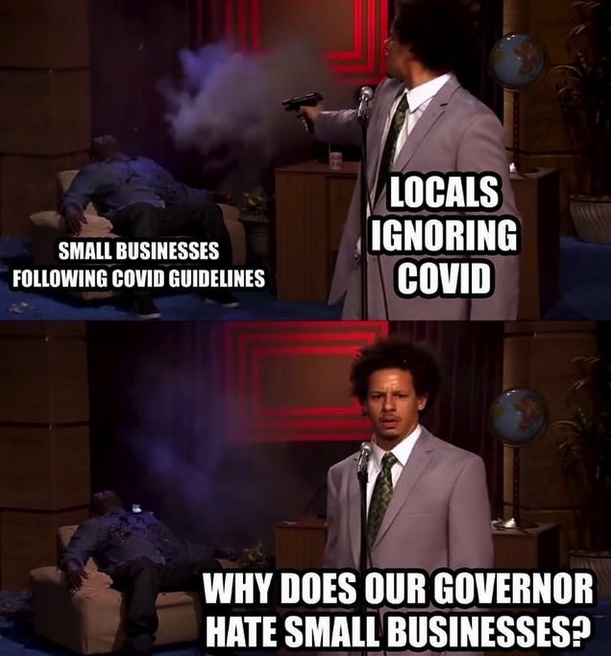 LOCALS
IGNORING
COVID
SMALL BUSINESSES
FOLLOWING COVID GUIDELINES
WHY DOES OUR GOVERNOR
HATE SMALL BUSINESSES?